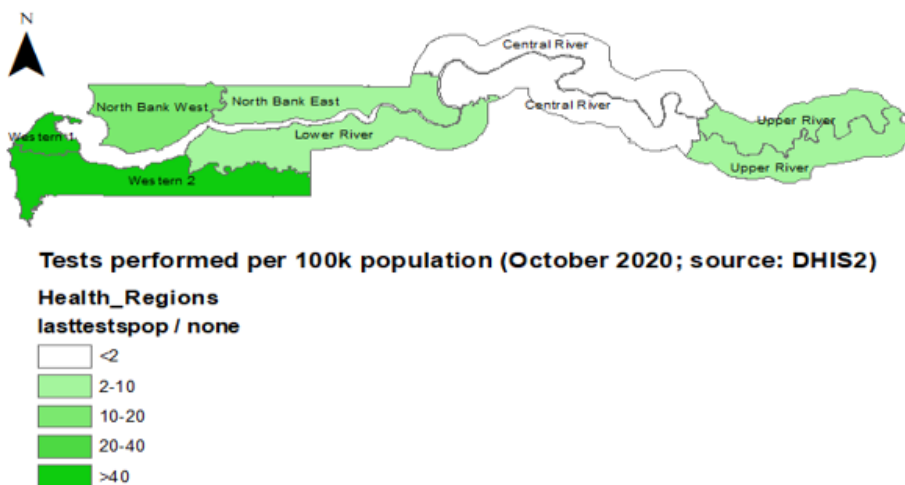 N
Central River
North Bank West
North Bank East
Central River
Western 1
Lower River
Upper River
Upper River
Western 2
Tests performed per 100k population (October 2020; source: DHIS2)
Health_Regions
lasttestspop / none
<2
2-10
10-20
20-40
>40